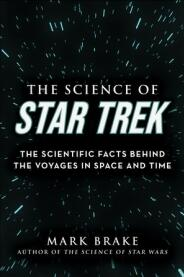 THE SCIENCE OF
STAR TREK
THE SCIENTIFIC FACTS BEHIND
THE VOYAGES IN SPACE AND TIME
MARK BRAKE
AUTHOR OF THE SCIENCE OF STAR WARS